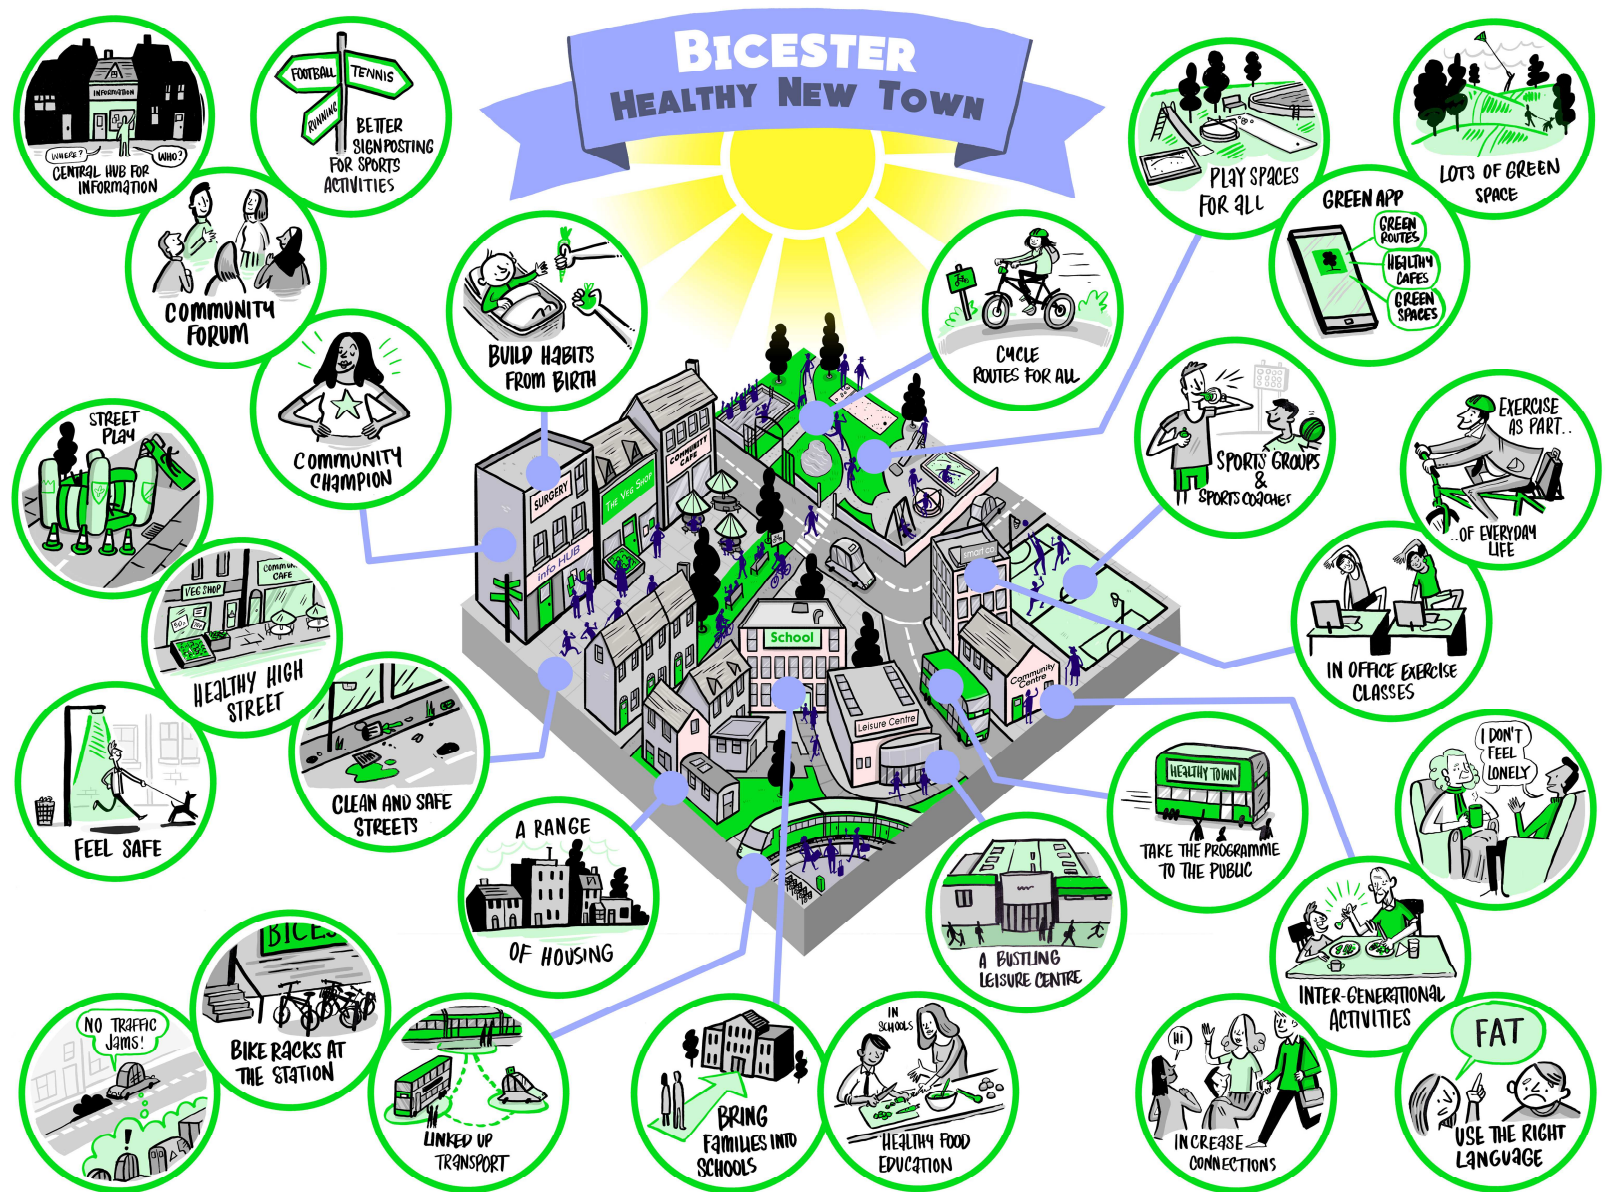 BICESTER
HEALTHY NEW TOWN
INFORMATION
WHERE?
WHO?
CENTRAL HUB FOR
INFORMATION
FOOTBALL
TENNIS
RUNNING
BETTER
SIGNPOSTING
FOR SPORTS
ACTIVITIES
COMMUNITY
FORUM
COMMUNITY
CHAMPION
BUILD HABITS
FROM BIRTH
CYCLE
ROUTES FOR ALL
PLAY SPACES
FOR ALL
LOTS OF GREEN
SPACE
GREEN APP
GREEN
ROUTES
HEALTHY
CAFES
GREEN
SPACES
SPORTS GROUPS
&
SPORTS COACHES
EXERCISE
AS PART..
..OF EVERYDAY
LIFE
IN OFFICE EXERCISE
CLASSES
STREET
PLAY
VEG SHOP
COMMUN
CAFE
HEALTHY HIGH
STREET
CLEAN AND SAFE
STREETS
FEEL SAFE
SURGERY
THE VEG SHOP
COMMUNITY
CAFE
info HUB
School
smart co
Community
Centre
Leisure Centre
A RANGE
OF HOUSING
A BUSTLING
LEISURE CENTRE
HEALTHY TOWN
TAKE THE PROGRAMME
TO THE PUBLIC
I DON'T
FEEL
LONELY
INTER-GENERATIONAL
ACTIVITIES
NO TRAFFIC
JAMS!
!
BICES
BIKE RACKS AT
THE STATION
LINKED UP
TRANSPORT
BRING
FAMILIES INTO
SCHOOLS
IN
SCHOOLS
HEALTHY FOOD
EDUCATION
HI
INCREASE
CONNECTIONS
FAT
USE THE RIGHT
LANGUAGE